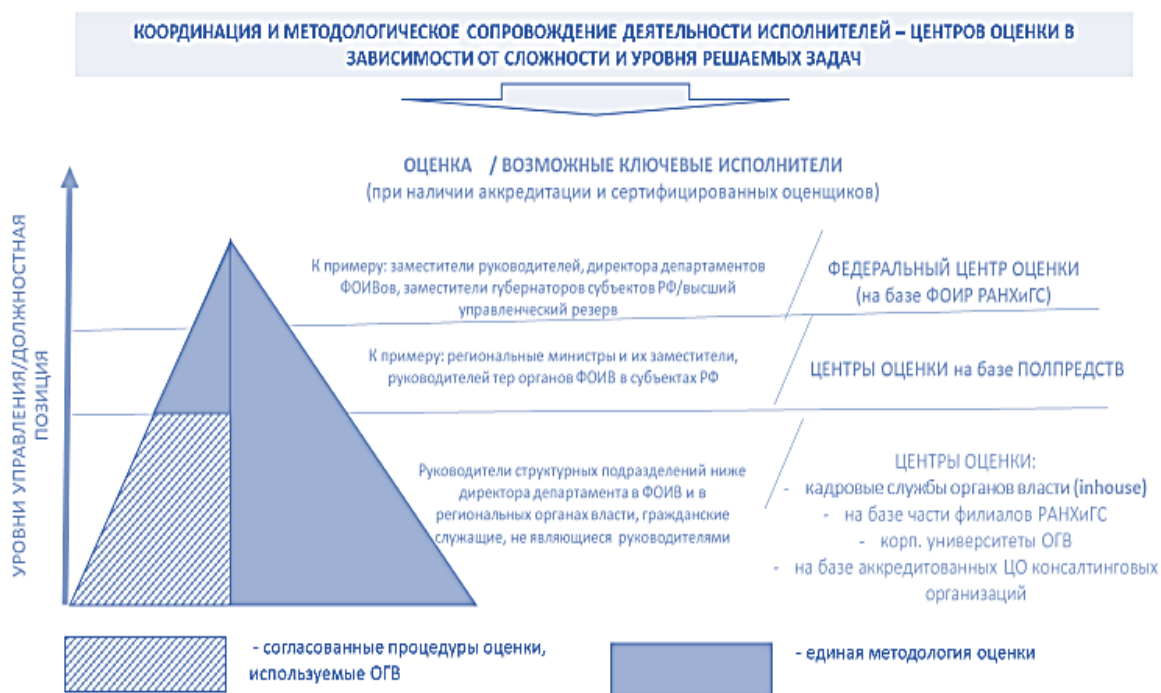 КООРДИНАЦИЯ И МЕТОДОЛОГИЧЕСКОЕ СОПРОВОЖДЕНИЕ ДЕЯТЕЛЬНОСТИ ИСПОЛНИТЕЛЕЙ – ЦЕНТРОВ ОЦЕНКИ В
ЗАВИСИМОСТИ ОТ СЛОЖНОСТИ И УРОВНЯ РЕШАЕМЫХ ЗАДАЧ
ОЦЕНКА / ВОЗМОЖНЫЕ КЛЮЧЕВЫЕ ИСПОЛНИТЕЛИ
(при наличии аккредитации и сертифицированных оценщиков)
УРОВНИ УПРАВЛЕНИЯ/ДОЛЖНОСТНАЯ
ПОЗИЦИЯ
К примеру: заместители руководителей, директора департаментов
ФОИВов, заместители губернаторов субъектов РФ/высший
управленческий резерв
ФЕДЕРАЛЬНЫЙ ЦЕНТР ОЦЕНКИ
(на базе ФОИР РАНХиГС)
К примеру: региональные министры и их заместители,
руководителей тер органов ФОИВ в субъектах РФ
ЦЕНТРЫ ОЦЕНКИ на базе ПОЛПРЕДСТВ
Руководители структурных подразделений ниже
директора департамента в ФОИВ и в
региональных органах власти, гражданские
служащие, не являющиеся руководителями
ЦЕНТРЫ ОЦЕНКИ:
- кадровые службы органов власти (inhouse)
- на базе части филиалов РАНХиГС
- корп. университеты ОГВ
- на базе аккредитованных ЦО консалтинговых
организаций
- согласованные процедуры оценки,
используемые ОГВ
- единая методология оценки